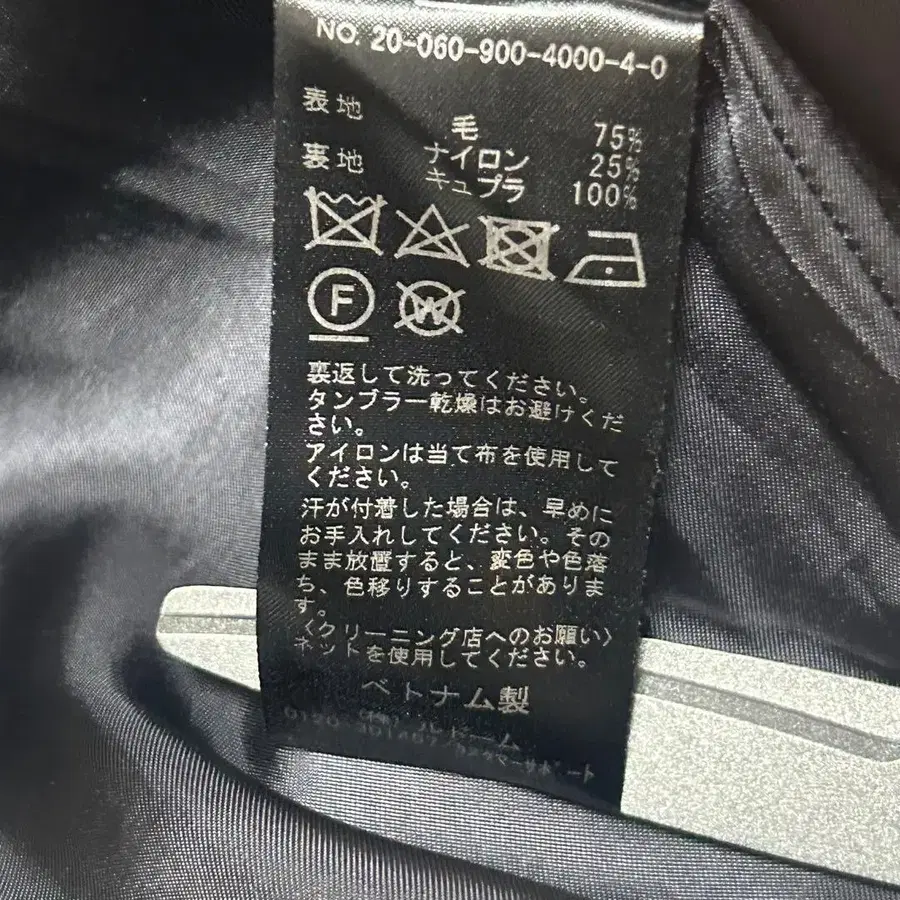 NO. 20-060-900-4000-4-0
表地
毛 75%
ナイロン 25%
裏地
キュプラ 100%
F
W
裏返して洗ってください。
タンブラー乾燥はお避けくだ
さい。
アイロンは当て布を使用して
ください。
汗が付着した場合は、早めに
お手入れしてください。その
まま放置すると、変色や色落
ち、色移りすることがありま
す。
〈クリーニング店へのお願い〉
ネットを使用してください。
ベトナム製